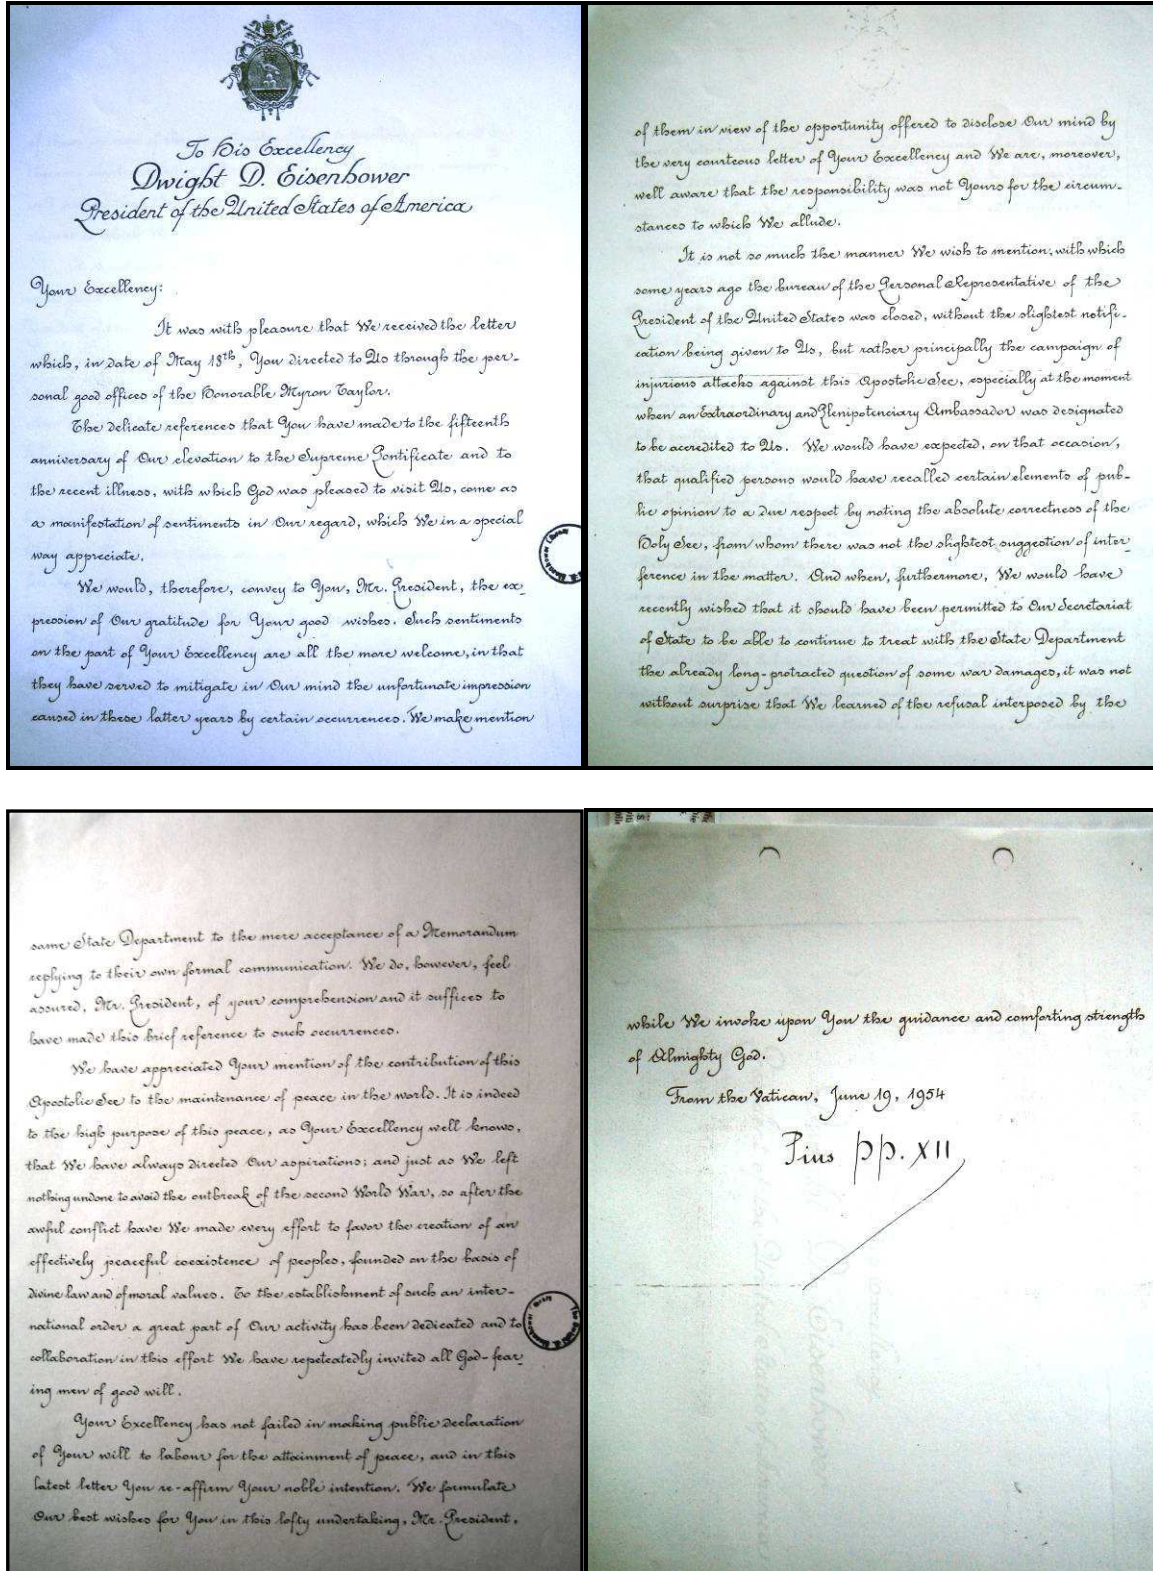 To His Excellency
Dwight D. Eisenhower
President of the United States of America
Your Excellency:
It was with pleasure that We received the letter
which, in date of May 18th, You directed to Us through the per-
sonal good offices of the Honorable Myron Taylor.
The delicate references that You have made to the fifteenth
anniversary of Our elevation to the Supreme Pontificate and to
the recent illness, with which God was pleased to visit Us, come as
a manifestation of sentiments in Our regard, which We in a special
way appreciate.
We would, therefore, convey to You, Mr. President, the ex-
pression of Our gratitude for Your good wishes. Such sentiments
on the part of Your Excellency are all the more welcome, in that
they have served to mitigate in Our mind the unfortunate impression
caused in these latter years by certain occurrences. We make mention
of them in view of the opportunity offered to disclose Our mind by
the very courteous letter of Your Excellency and We are, moreover,
well aware that the responsibility was not Yours for the circum-
stances to which We allude.
It is not so much the manner We wish to mention, with which
some years ago the bureau of the Personal Representative of the
President of the United States was closed, without the slightest notifi-
cation being given to Us, but rather principally the campaign of
injurious attacks against this Apostolic See, especially at the moment
when an Extraordinary and Plenipotenciary Ambassador was designated
to be accredited to Us. We would have expected, on that occasion,
that qualified persons would have recalled certain elements of pub-
lic opinion to a due respect by noting the absolute correctness of the
Holy See, from whom there was not the slightest suggestion of inter-
ference in the matter. And when, furthermore, We would have
recently wished that it should have been permitted to Our Secretariat
of State to be able to continue to treat with the State Department
the already long-protracted question of some war damages, it was not
without surprise that We learned of the refusal interposed by the
same State Department to the mere acceptance of a Memorandum
replying to their own formal communication. We do, however, feel
assured, Mr. President, of your comprehension and it suffices to
have made this brief reference to such occurrences.
We have appreciated Your mention of the contribution of this
Apostolic See to the maintenance of peace in the world. It is indeed
to the high purpose of this peace, as Your Excellency well knows,
that We have always directed Our aspirations; and just as We left
nothing undone to avoid the outbreak of the second World War, so after the
awful conflict have We made every effort to favor the creation of an
effectively peaceful coexistence of peoples, founded on the basis of
divine law and of moral values. To the establishment of such an inter-
national order a great part of Our activity has been dedicated and to
collaboration in this effort We have repeteatedly invited all God-fear-
ing men of good will.
Your Excellency has not failed in making public declaration
of Your will to labour for the attainment of peace, and in this
latest letter You re-affirm Your noble intention. We formulate
Our best wishes for You in this lofty undertaking, Mr. President,
while We invoke upon You the guidance and comforting strength
of Almighty God.
From the Vatican, June 19, 1954
Pius pp. XII